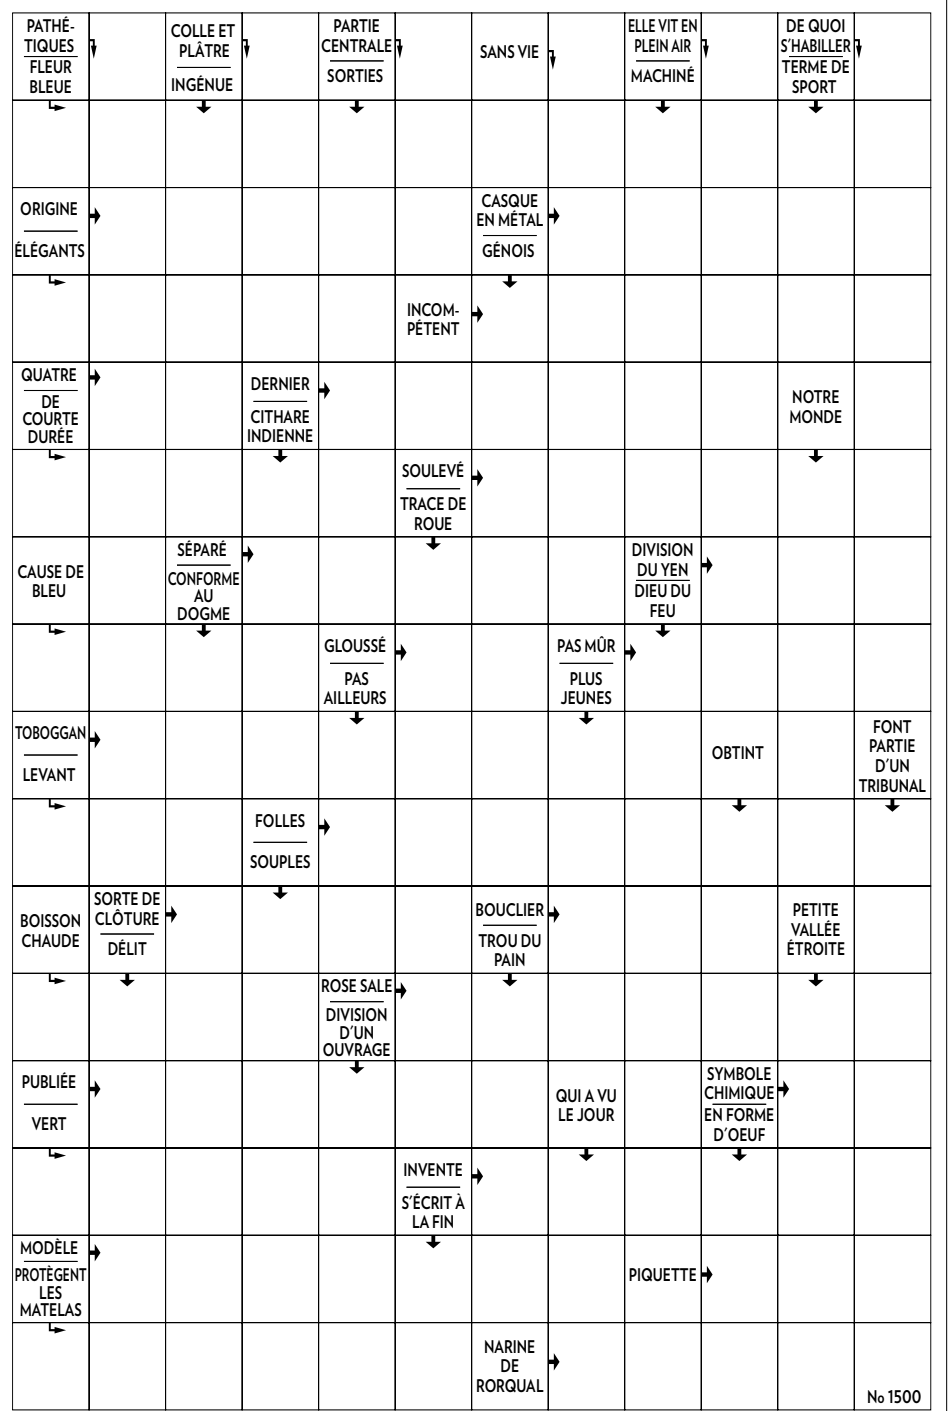 PATHÉ-
TIQUES
FLEUR
BLEUE
COLLE ET
PLÂTRE
INGÉNUE
PARTIE
CENTRALE
SORTIES
SANS VIE
ELLE VIT EN
PLEIN AIR
MACHINÉ
DE QUOI
S'HABILLER
TERME DE
SPORT
ORIGINE
ÉLÉGANTS
CASQUE
EN MÉTAL
GÉNOIS
INCOM-
PÉTENT
QUATRE
DE
COURTE
DURÉE
DERNIER
CITHARE
INDIENNE
NOTRE
MONDE
SOULEVÉ
TRACE DE
ROUE
CAUSE DE
BLEU
SÉPARÉ
CONFORME
AU
DOGME
DIVISION
DU YEN
DIEU DU
FEU
GLOUSSÉ
PAS
AILLEURS
PAS MÛR
PLUS
JEUNES
TOBOGGAN
LEVANT
OBTINT
FONT
PARTIE
D'UN
TRIBUNAL
FOLLES
SOUPLES
BOISSON
CHAUDE
SORTE DE
CLÔTURE
DÉLIT
BOUCLIER
TROU DU
PAIN
PETITE
VALLÉE
ÉTROITE
ROSE SALE
DIVISION
D'UN
OUVRAGE
PUBLIÉE
VERT
QUI A VU
LE JOUR
SYMBOLE
CHIMIQUE
EN FORME
D'OEUF
INVENTE
S'ÉCRIT À
LA FIN
MODÈLE
PROTÈGENT
LES
MATELAS
PIQUETTE
NARINE
DE
RORQUAL
No 1500